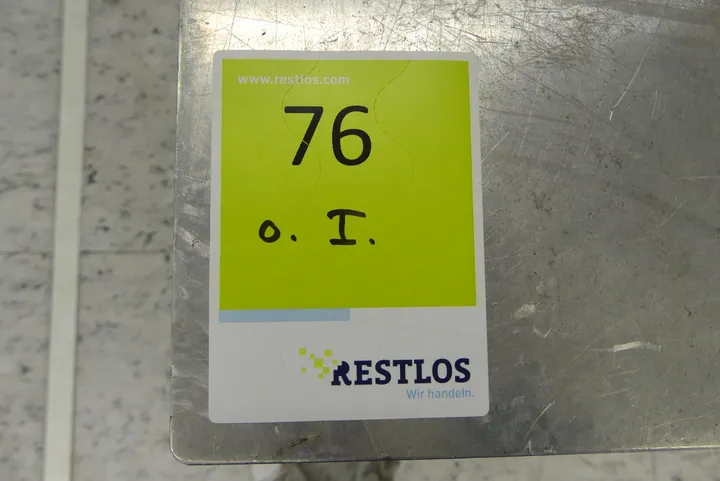 www.restlos.com
76
o. I.
RESTLOS
Wir handeln.